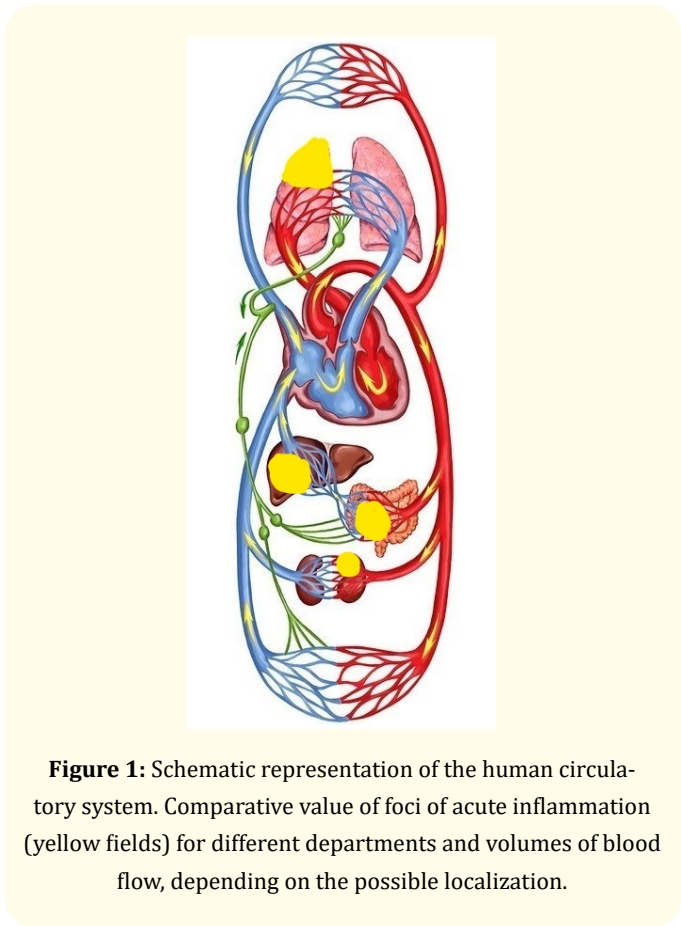 Figure 1: Schematic representation of the human circula-
tory system. Comparative value of foci of acute inflammation
(yellow fields) for different departments and volumes of blood
flow, depending on the possible localization.